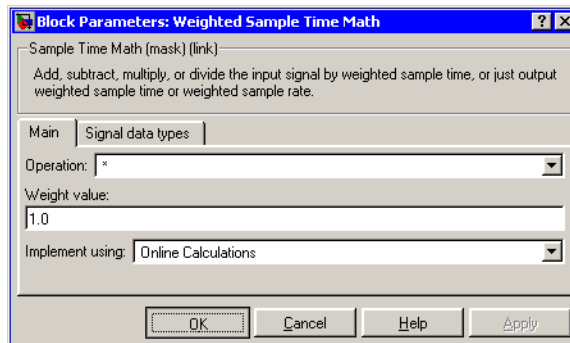 Block Parameters: Weighted Sample Time Math
Sample Time Math (mask) (link)
Add, subtract, multiply, or divide the input signal by weighted sample time, or just output
weighted sample time or weighted sample rate.
Main Signal data types
Operation: *
Weight value:
1.0
Implement using: Online Calculations
OK Cancel Help Apply